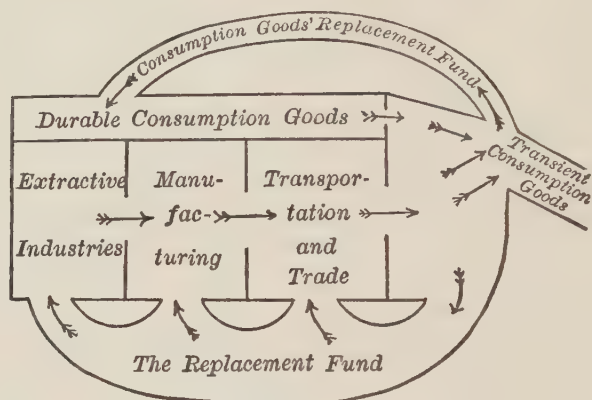 Consumption Goods' Replacement Fund
Durable Consumption Goods
Transient
Consumption
Goods
Extractive
Industries
Manu-
fac-
turing
Transpor-
tation
and
Trade
The Replacement Fund